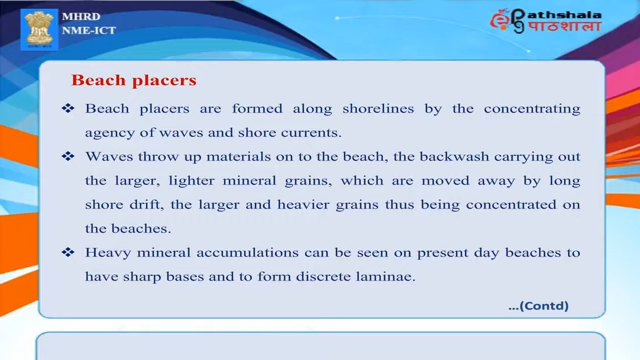 MHRD
NME-ICT
Pathshala
पाठशाला
Beach placers
❖ Beach placers are formed along shorelines by the concentrating
agency of waves and shore currents.
❖ Waves throw up materials on to the beach, the backwash carrying out
the larger, lighter mineral grains, which are moved away by long
shore drift, the larger and heavier grains thus being concentrated on
the beaches.
❖ Heavy mineral accumulations can be seen on present day beaches to
have sharp bases and to form discrete laminae.
...(Contd)